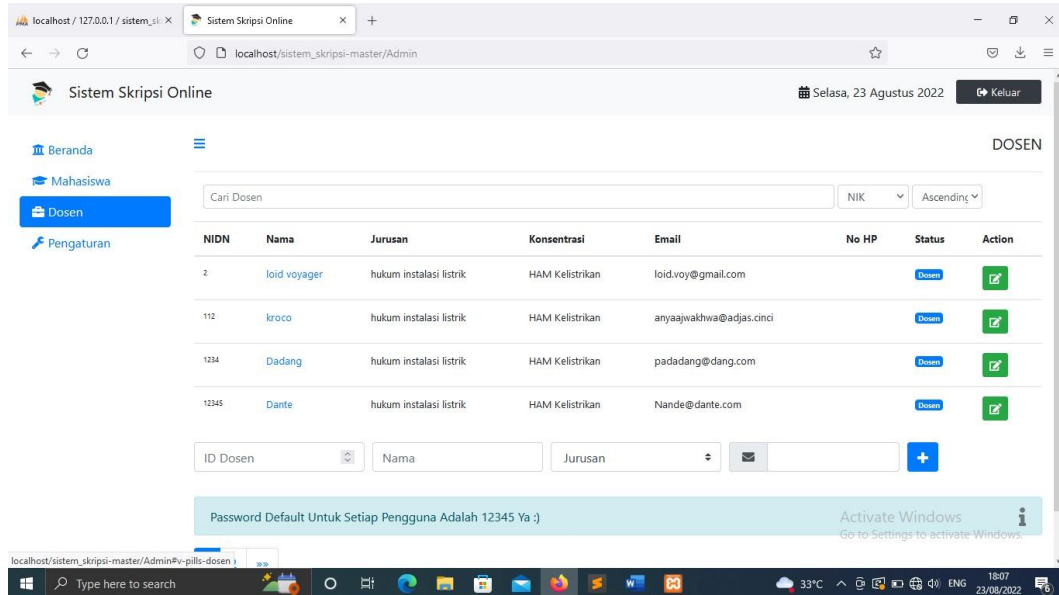 localhost / 127.0.0.1 / sistem_sk
Sistem Skripsi Online
localhost/sistem_skripsi-master/Admin
Sistem Skripsi Online
Selasa, 23 Agustus 2022
Keluar
Beranda
Mahasiswa
Dosen
Pengaturan
DOSEN
Cari Dosen
NIK
Ascending
NIDN Nama Jurusan Konsentrasi Email No HP Status Action
2 loid voyager hukum instalasi listrik HAM Kelistrikan loid.voy@gmail.com Dosen
112 kroco hukum instalasi listrik HAM Kelistrikan anyaajwakhwa@adjas.cinci Dosen
1234 Dadang hukum instalasi listrik HAM Kelistrikan padadang@dang.com Dosen
12345 Dante hukum instalasi listrik HAM Kelistrikan Nande@dante.com Dosen
ID Dosen Nama Jurusan
Password Default Untuk Setiap Pengguna Adalah 12345 Ya :)
Activate Windows
Go to Settings to activate Windows.
localhost/sistem_skripsi-master/Admin#v-pills-dosen
»»
Type here to search
33°C
ENG
18:07
23/08/2022
6